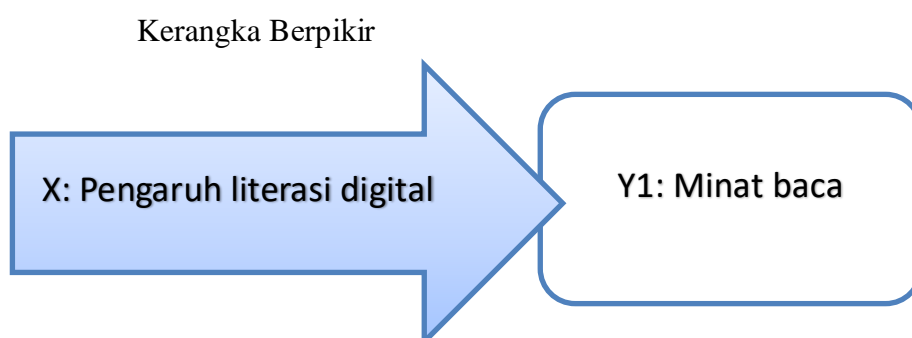 Kerangka Berpikir
X: Pengaruh literasi digital
Y1: Minat baca